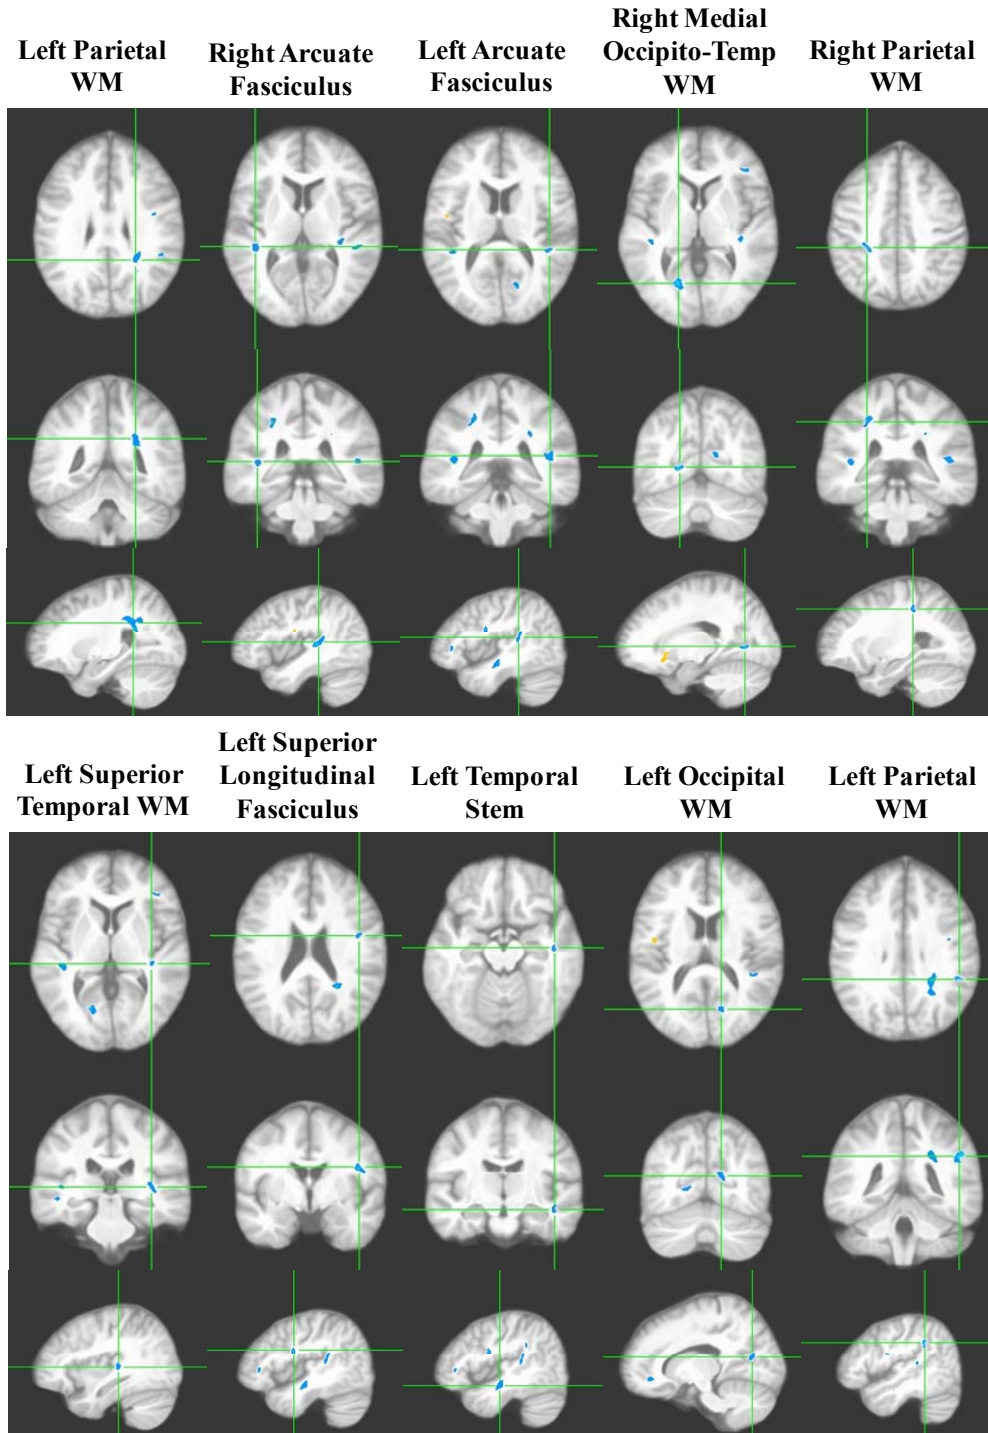 Left Parietal
WM
Right Arcuate
Fasciculus
Left Arcuate
Fasciculus
Right Medial
Occipito-Temp
WM
Right Parietal
WM
Left Superior
Temporal WM
Left Superior
Longitudinal
Fasciculus
Left Temporal
Stem
Left Occipital
WM
Left Parietal
WM